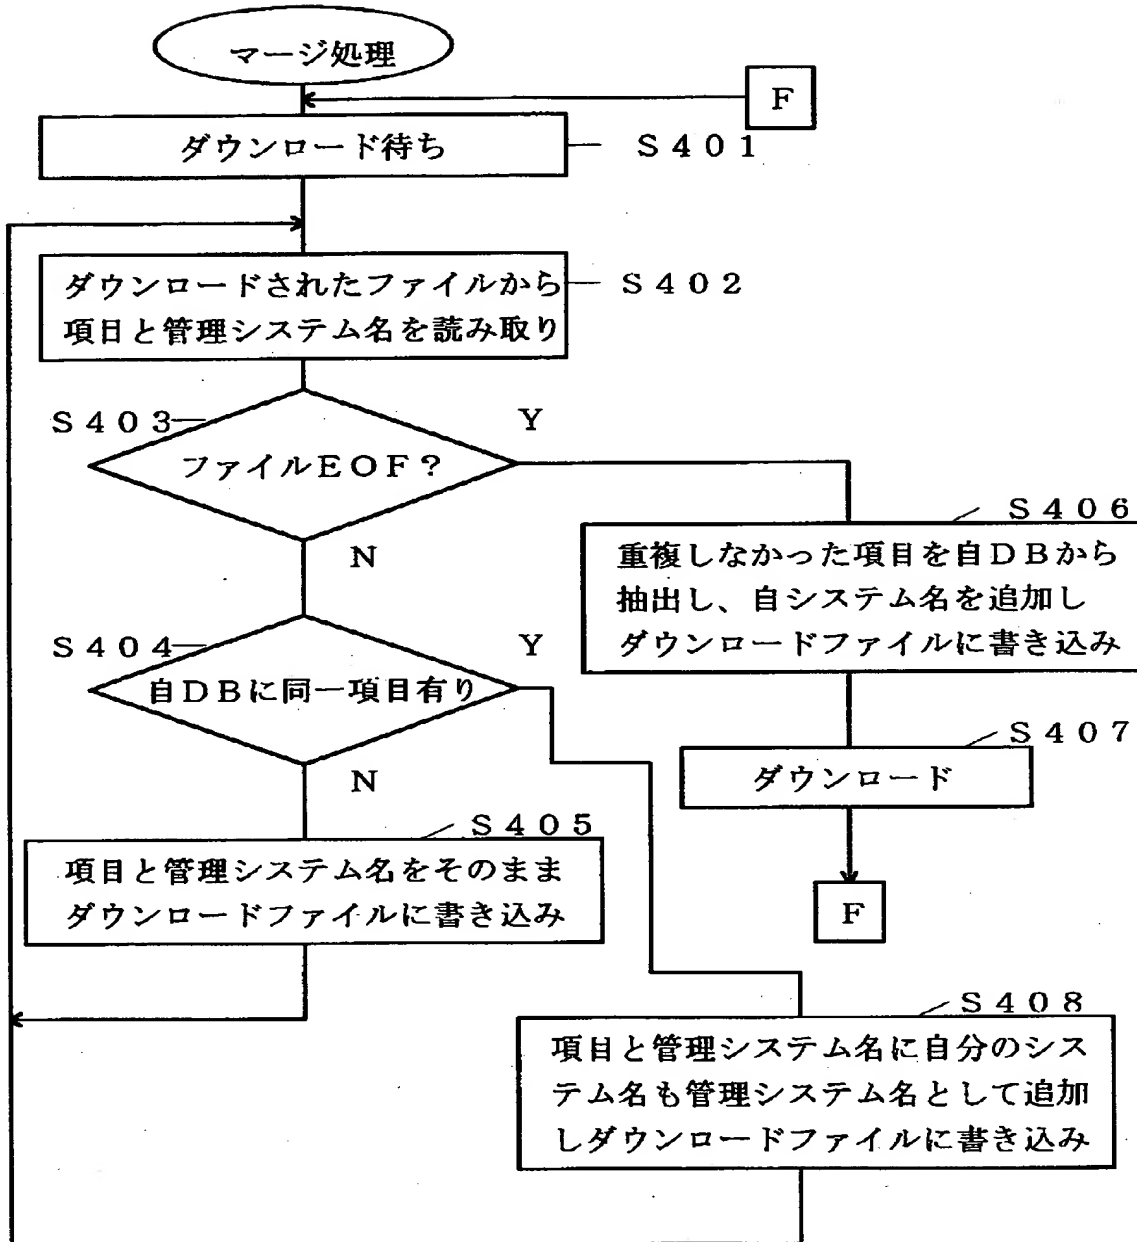 マージ処理
F
ダウンロード待ち
S401
ダウンロードされたファイルから
項目と管理システム名を読み取り
S402
S403
ファイルEOF?
Y
N
S406
重複しなかった項目を自DBから
抽出し、自システム名を追加し
ダウンロードファイルに書き込み
S404
自DBに同一項目有り
Y
N
S407
ダウンロード
S405
項目と管理システム名をそのまま
ダウンロードファイルに書き込み
F
S408
項目と管理システム名に自分のシス
テム名も管理システム名として追加
しダウンロードファイルに書き込み